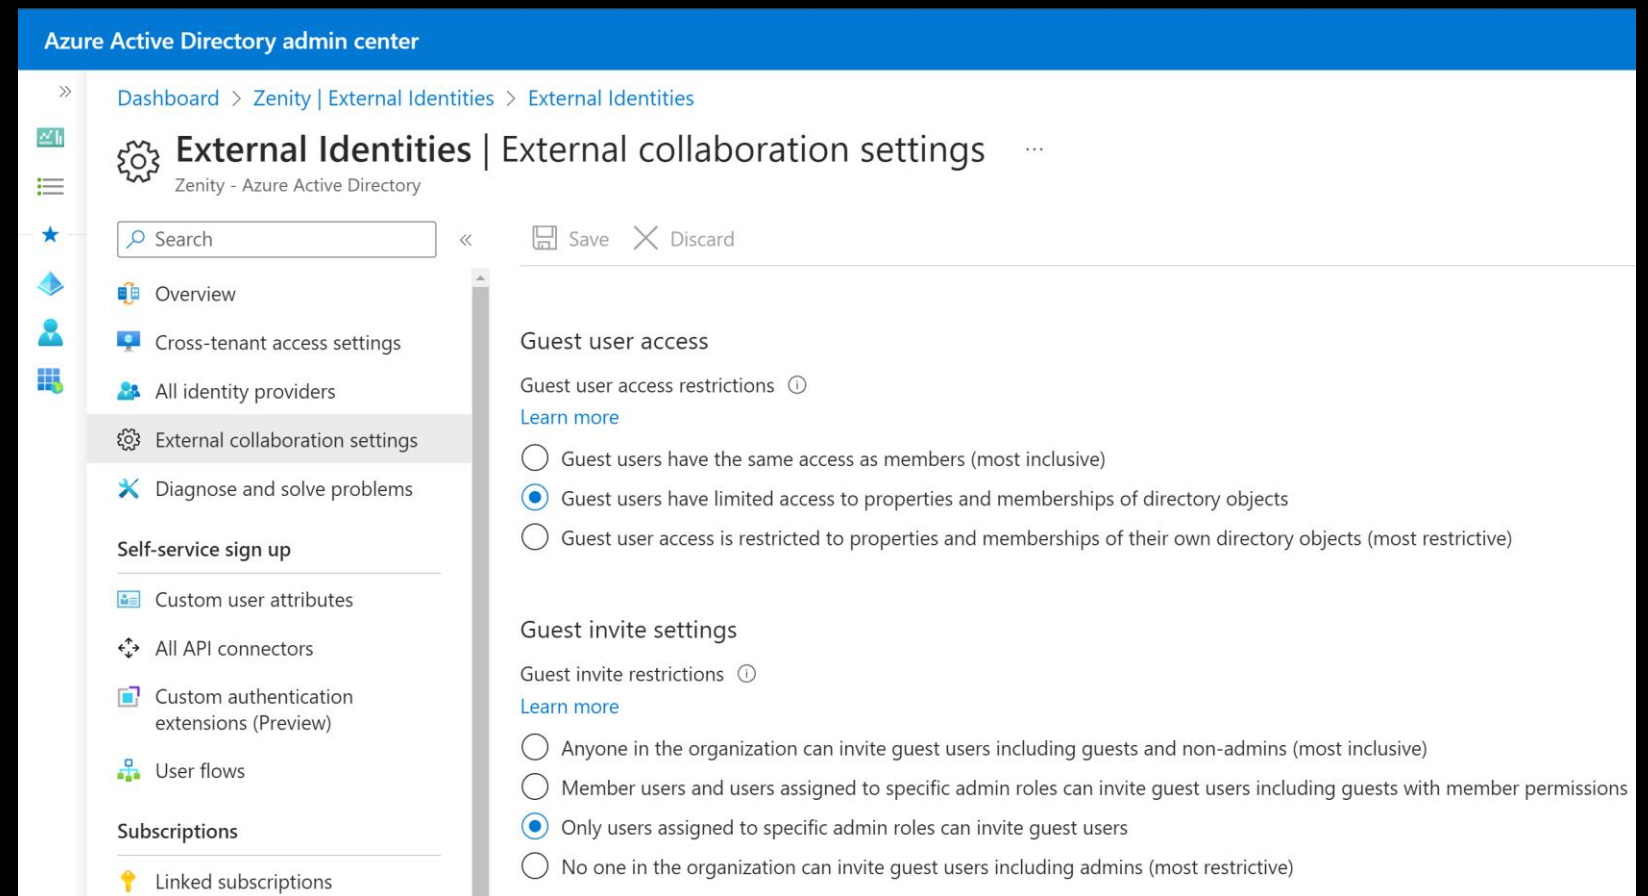 Azure Active Directory admin center
Dashboard > Zenity | External Identities > External Identities
External Identities | External collaboration settings ...
Zenity - Azure Active Directory
Search
Overview
Cross-tenant access settings
All identity providers
External collaboration settings
Diagnose and solve problems
Self-service sign up
Custom user attributes
All API connectors
Custom authentication
extensions (Preview)
User flows
Subscriptions
Linked subscriptions
Save Discard
Guest user access
Guest user access restrictions
Learn more
Guest users have the same access as members (most inclusive)
Guest users have limited access to properties and memberships of directory objects
Guest user access is restricted to properties and memberships of their own directory objects (most restrictive)
Guest invite settings
Guest invite restrictions
Learn more
Anyone in the organization can invite guest users including guests and non-admins (most inclusive)
Member users and users assigned to specific admin roles can invite guest users including guests with member permissions
Only users assigned to specific admin roles can invite guest users
No one in the organization can invite guest users including admins (most restrictive)